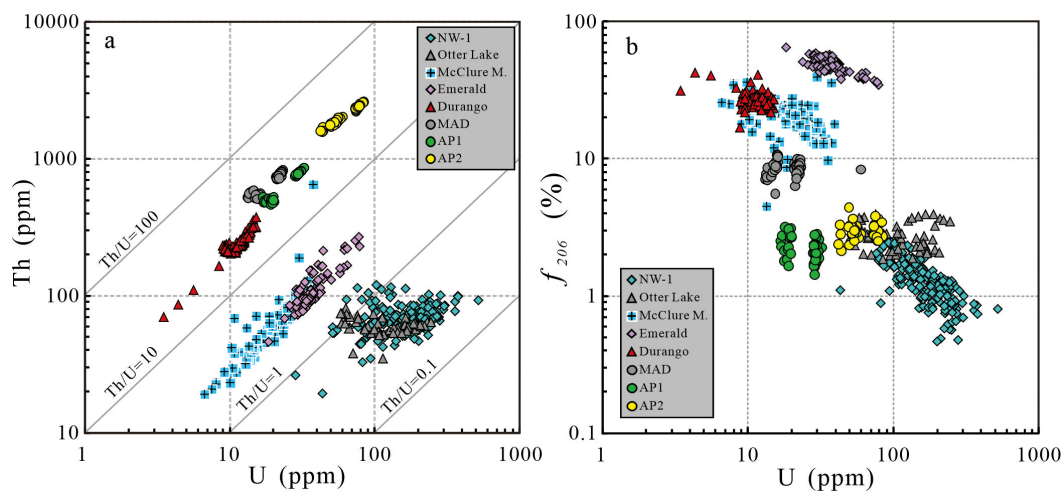 a
10000
1000
100
10
Th (ppm)
1
10
100
1000
U (ppm)
Th/U=100
Th/U=10
Th/U=1
Th/U=0.1
NW-1
Otter Lake
McClure M.
Emerald
Durango
MAD
AP1
AP2
b
100
10
1
0.1
f206 (%)
1
10
100
1000
U (ppm)
NW-1
Otter Lake
McClure M.
Emerald
Durango
MAD
AP1
AP2